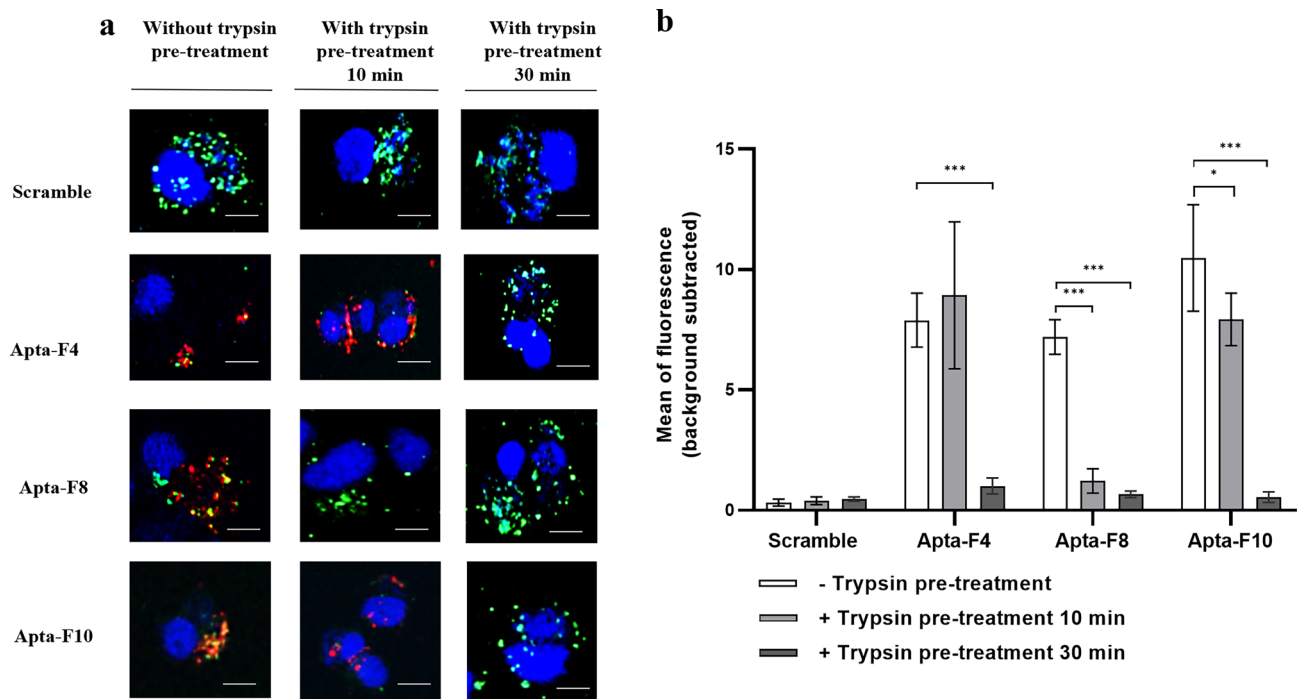 a
Without trypsin
pre-treatment
With trypsin
pre-treatment
10 min
With trypsin
pre-treatment
30 min
Scramble
Apta-F4
Apta-F8
Apta-F10
b
Mean of fluorescence
(background subtracted)
15
10
5
0
***
***
***
***
*
Scramble
Apta-F4
Apta-F8
Apta-F10
- Trypsin pre-treatment
+ Trypsin pre-treatment 10 min
+ Trypsin pre-treatment 30 min